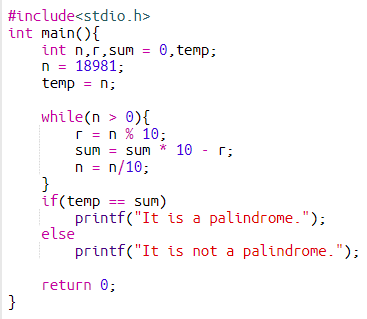 #include<stdio.h>
int main(){
    int n,r,sum = 0,temp;
    n = 18981;
    temp = n;

    while(n > 0){
        r = n % 10;
        sum = sum * 10 - r;
        n = n/10;
    }
    if(temp == sum)
        printf("It is a palindrome.");
    else
        printf("It is not a palindrome.");

    return 0;
}